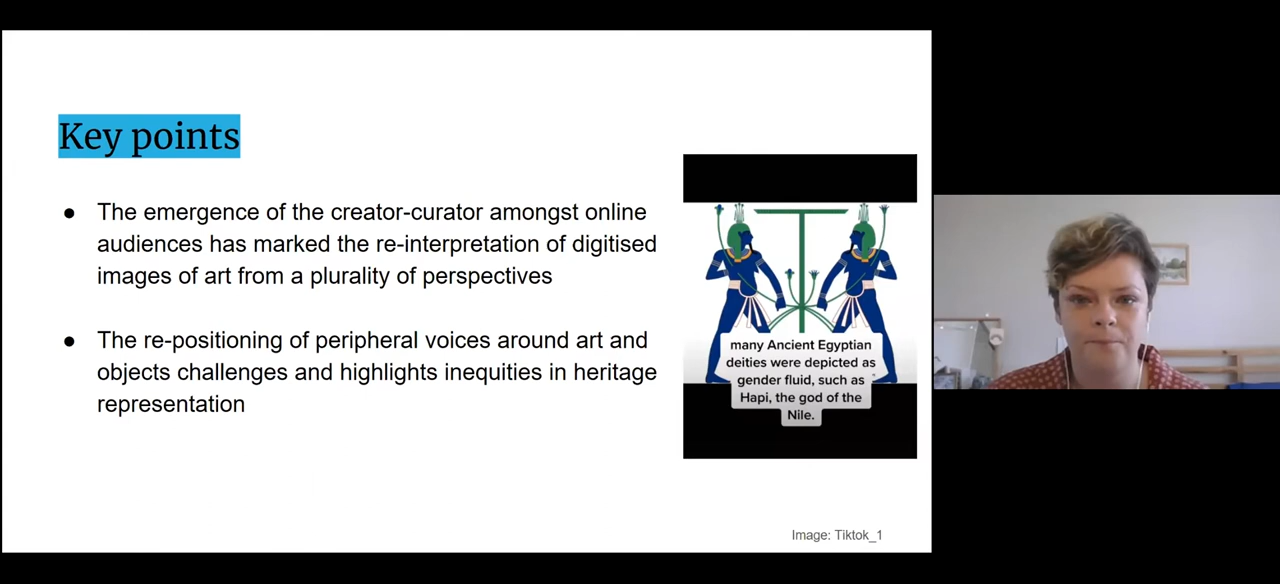 Key points
● The emergence of the creator-curator amongst online
audiences has marked the re-interpretation of digitised
images of art from a plurality of perspectives
● The re-positioning of peripheral voices around art and
objects challenges and highlights inequities in heritage
representation
many Ancient Egyptian
deities were depicted as
gender fluid, such as
Hapi, the god of the
Nile.
Image: Tiktok_1